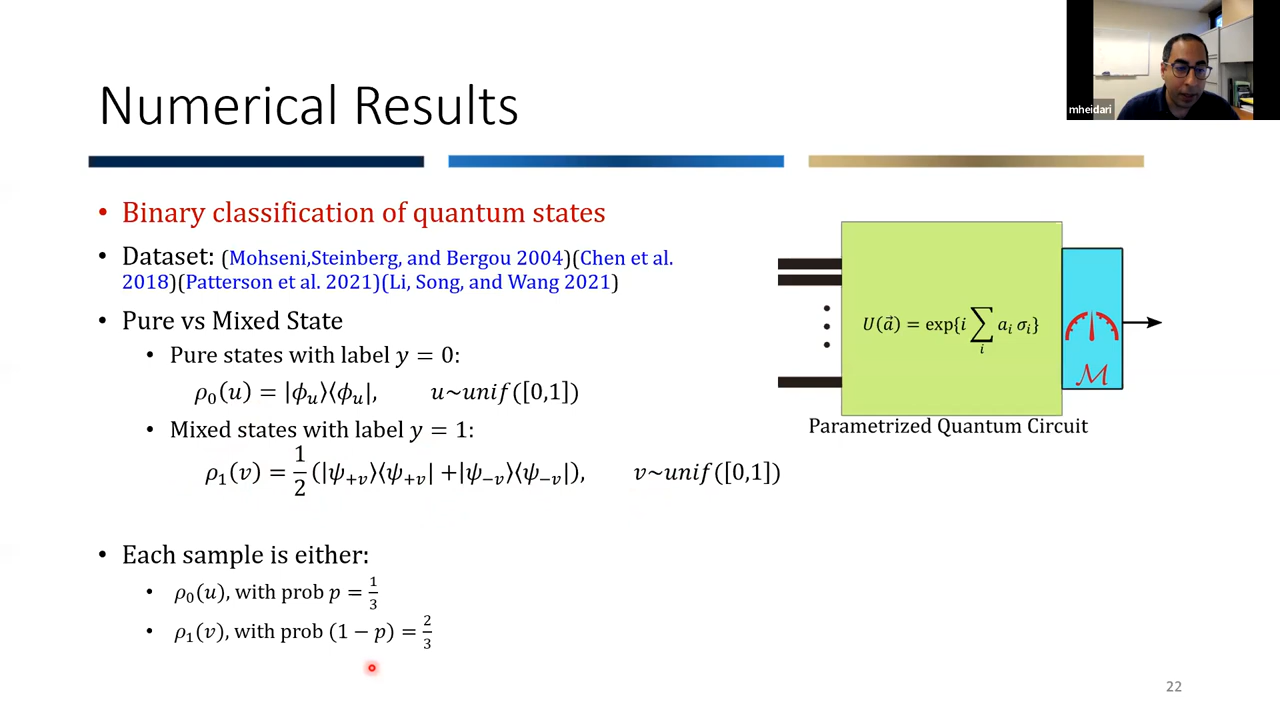 mheidari
Numerical Results
• Binary classification of quantum states
• Dataset: (Mohseni,Steinberg, and Bergou 2004)(Chen et al.
2018)(Patterson et al. 2021)(Li, Song, and Wang 2021)
• Pure vs Mixed State
• Pure states with label 𝑦 = 0:
𝜌₀(𝑢) = |𝜙ᵤ⟩⟨𝜙ᵤ|, 𝑢~𝑢𝑛𝑖𝑓([0,1])
• Mixed states with label 𝑦 = 1:
𝜌₁(𝑣) = 1/2 (|𝜓₊ᵥ⟩⟨𝜓₊ᵥ| +|𝜓₋ᵥ⟩⟨𝜓₋ᵥ|), 𝑣~𝑢𝑛𝑖𝑓([0,1])
• Each sample is either:
• 𝜌₀(𝑢), with prob 𝑝 = 1/3
• 𝜌₁(𝑣), with prob (1 − 𝑝) = 2/3
𝑈(𝑎⃗) = exp{𝑖 ∑ᵢ 𝑎ᵢ 𝜎ᵢ}
ℳ
Parametrized Quantum Circuit
22